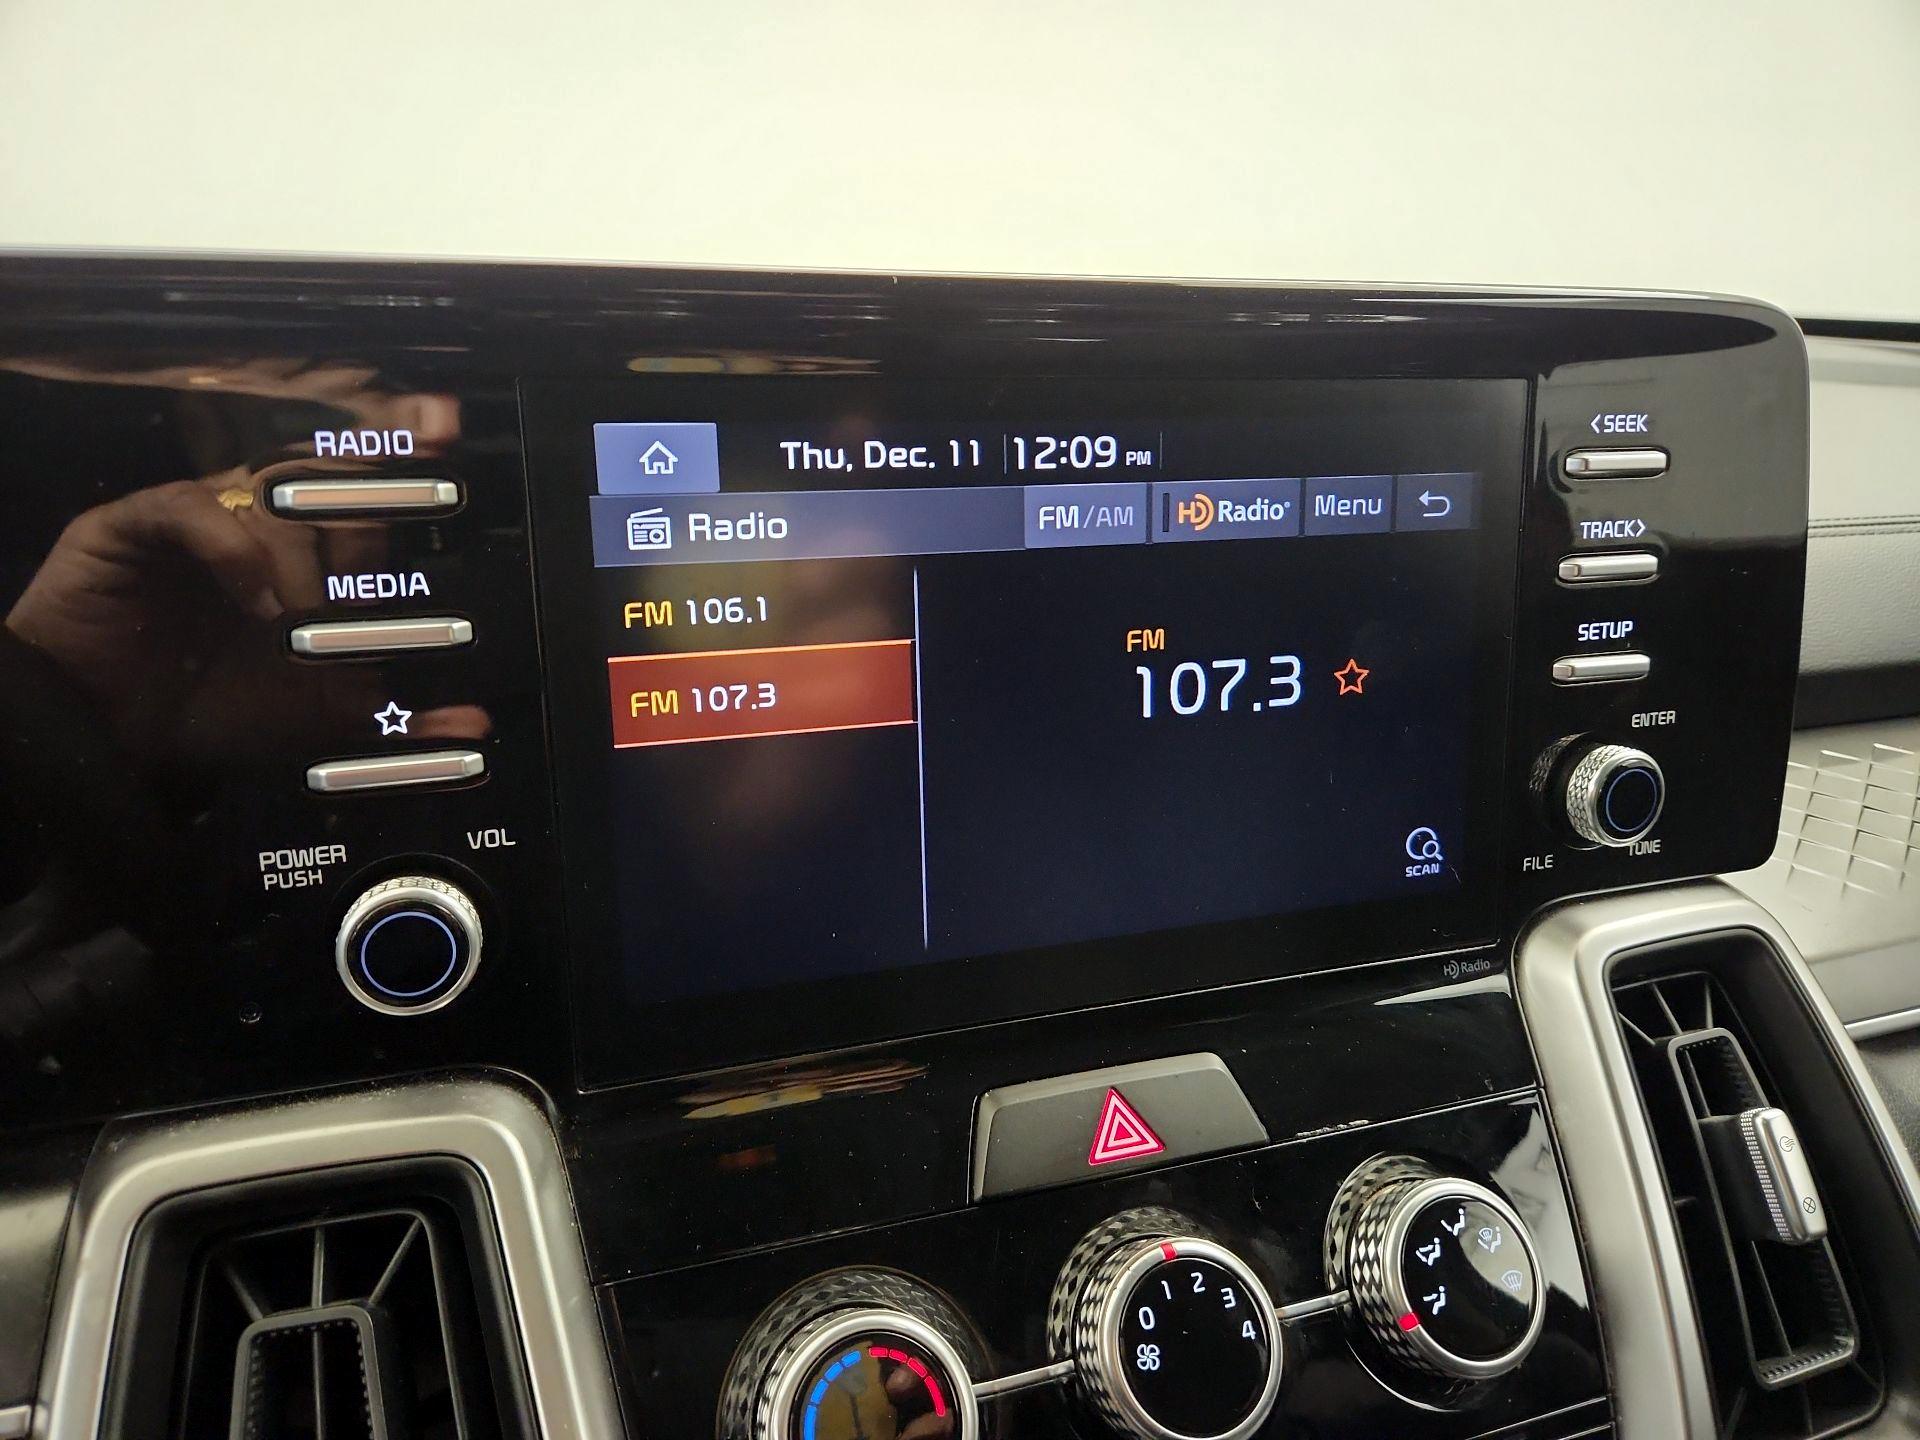 RADIO
MEDIA
POWER
PUSH
VOL
Thu, Dec. 11 12:09 PM
Radio FM/AM HD Radio® Menu
FM 106.1
FM 107.3
FM
107.3
SCAN
HD Radio
<SEEK
TRACK>
SETUP
ENTER
FILE
TUNE
0 1 2 3 4